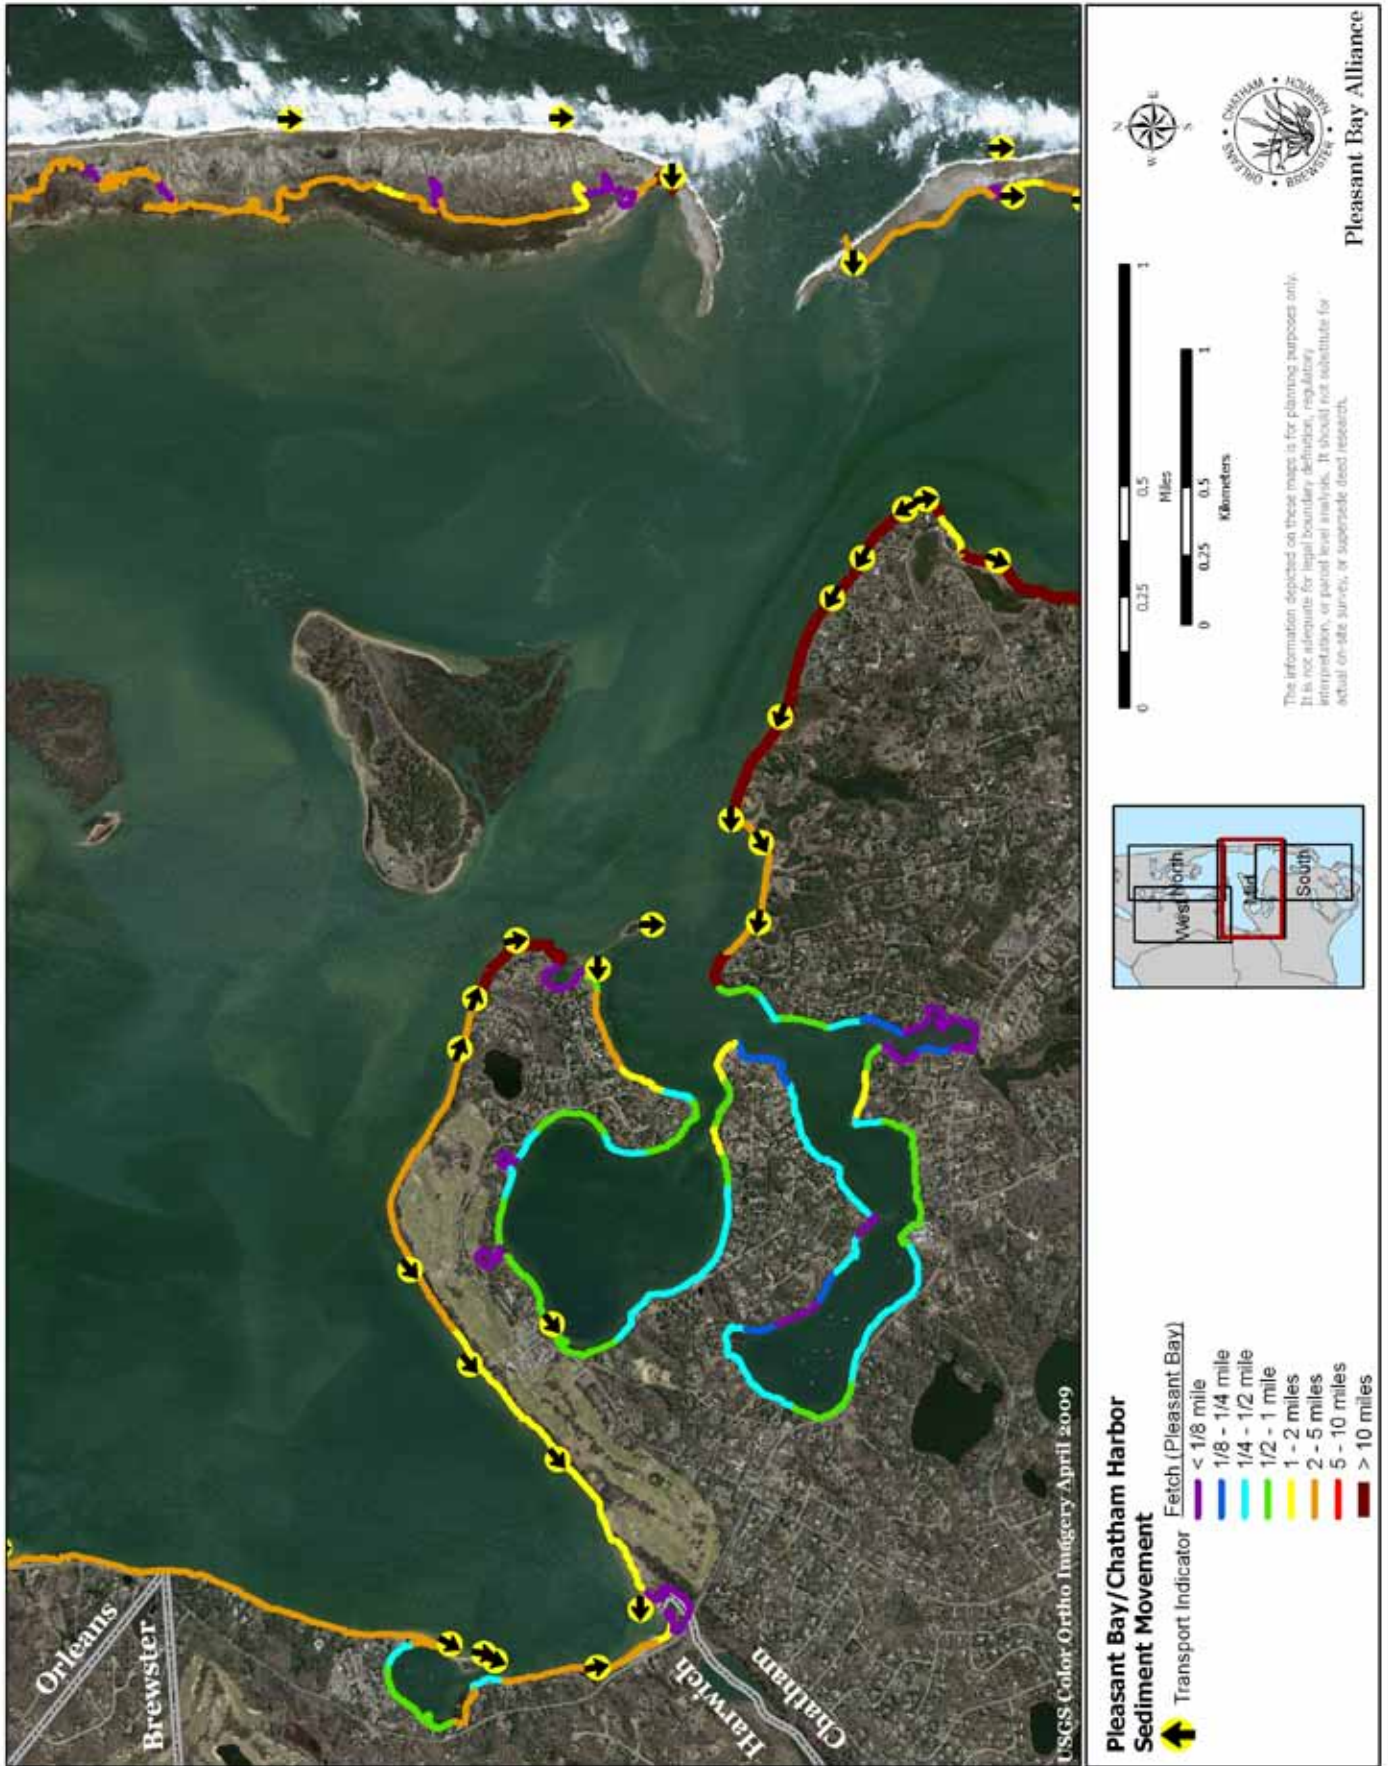 Orleans
Brewster
Harwich
Chatham
USGS Color Ortho Imagery April 2009
Pleasant Bay/Chatham Harbor
Sediment Movement
Transport Indicator
Fetch (Pleasant Bay)
< 1/8 mile
1/8 - 1/4 mile
1/4 - 1/2 mile
1/2 - 1 mile
1 - 2 miles
2 - 5 miles
5 - 10 miles
> 10 miles
West
North
Mid
South
0 0.25 0.5 1
Miles
0 0.25 0.5 1
Kilometers
The information depicted on these maps is for planning purposes only.
It is not adequate for legal boundary definition, regulatory
interpretation, or parcel level analysis. It should not substitute for
actual on-site survey, or supersede deed research.
N
W E
ORLEANS • CHATHAM • HARWICH • BREWSTER •
Pleasant Bay Alliance